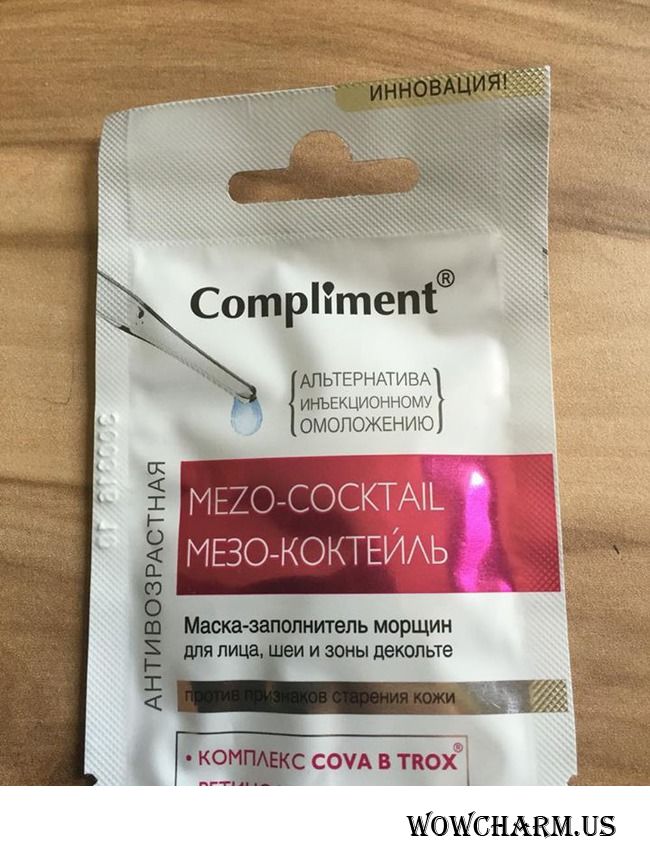 ИННОВАЦИЯ!
Compliment®
{АЛЬТЕРНАТИВА
ИНЪЕКЦИОННОМУ
ОМОЛОЖЕНИЮ}
АНТИВОЗРАСТНАЯ
MEZO-COCKTAIL
МЕЗО-КОКТЕЙЛЬ
Маска-заполнитель морщин
для лица, шеи и зоны декольте
против признаков старения кожи
• КОМПЛЕКС COVA B TROX®
WOWCHARM.US